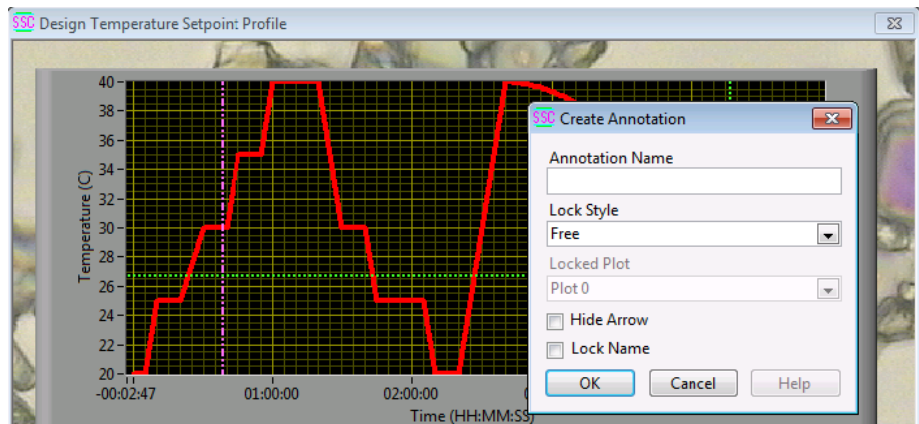 SSC Design Temperature Setpoint Profile
40
38
36
34
32
30
28
26
24
22
20
Temperature (C)
-00:02:47
01:00:00
02:00:00
Time (HH:MM:SS)
SSC Create Annotation
Annotation Name
Lock Style
Free
Locked Plot
Plot 0
Hide Arrow
Lock Name
OK Cancel Help